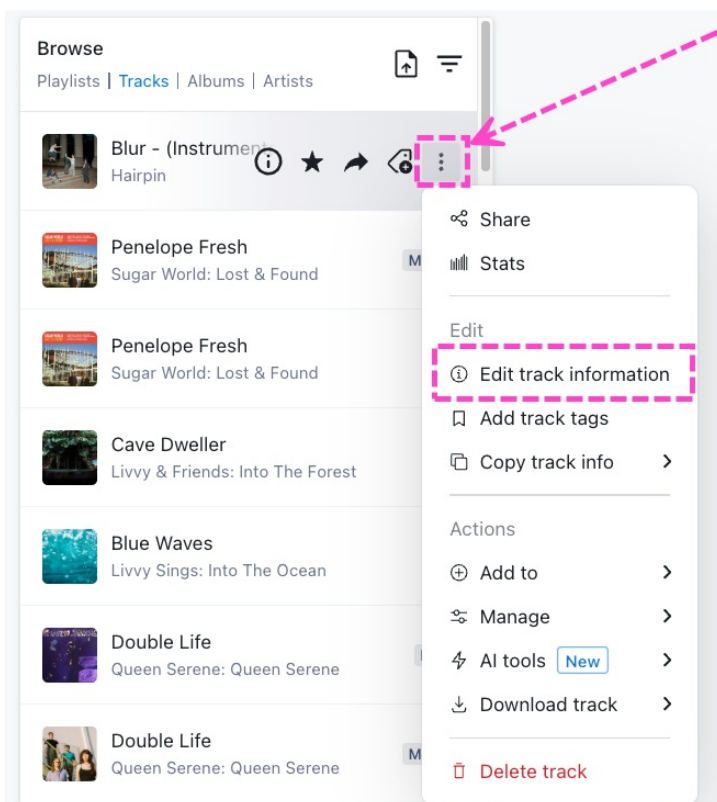 Browse
Playlists | Tracks | Albums | Artists
Blur - (Instrumen
Hairpin
Penelope Fresh
M
Sugar World: Lost & Found
Penelope Fresh
Sugar World: Lost & Found
Cave Dweller
Livvy & Friends: Into The Forest
Blue Waves
Livvy Sings: Into The Ocean
Double Life
Queen Serene: Queen Serene
Double Life
M
Queen Serene: Queen Serene
Share
Stats
Edit
Edit track information
Add track tags
Copy track info
Actions
Add to
Manage
AI tools New
Download track
Delete track